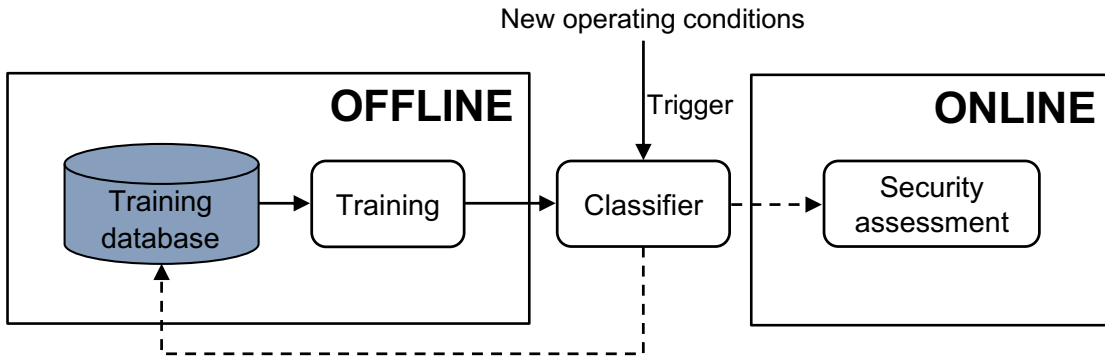 New operating conditions
OFFLINE
Trigger
ONLINE
Training
database
Training
Classifier
Security
assessment